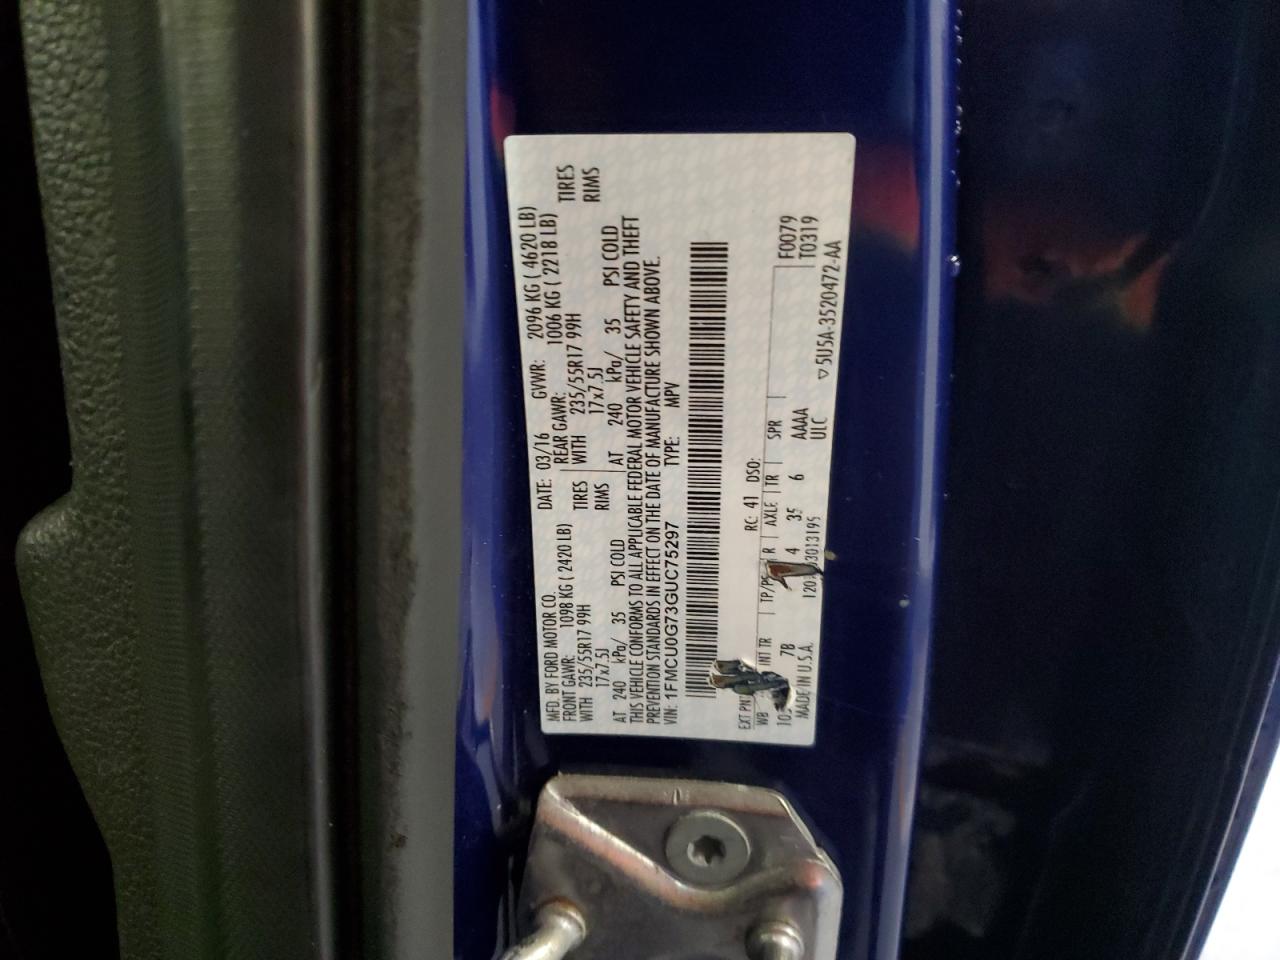 MFD. BY FORD MOTOR CO.
DATE: 03/16 GVWR: 2096 KG ( 4620 LB)
FRONT GAWR: 1098 KG ( 2420 LB) REAR GAWR: 1006 KG ( 2218 LB)
WITH 235/55R17 99H TIRES WITH 235/55R17 99H TIRES
17x7.5J RIMS 17x7.5J RIMS
AT 240 kPa/ 35 PSI COLD AT 240 kPa/ 35 PSI COLD
THIS VEHICLE CONFORMS TO ALL APPLICABLE FEDERAL MOTOR VEHICLE SAFETY AND THEFT
PREVENTION STANDARDS IN EFFECT ON THE DATE OF MANUFACTURE SHOWN ABOVE.
VIN: 1FMCU0G73GUC75297 TYPE: MPV
EXT PNT RC: 41 DSO:
WB INT TR R AXLE TR SPR F0079
7B 4 35 6 AAAA T0319
MADE IN U.S.A. ULC
▽5U5A-3520472-AA